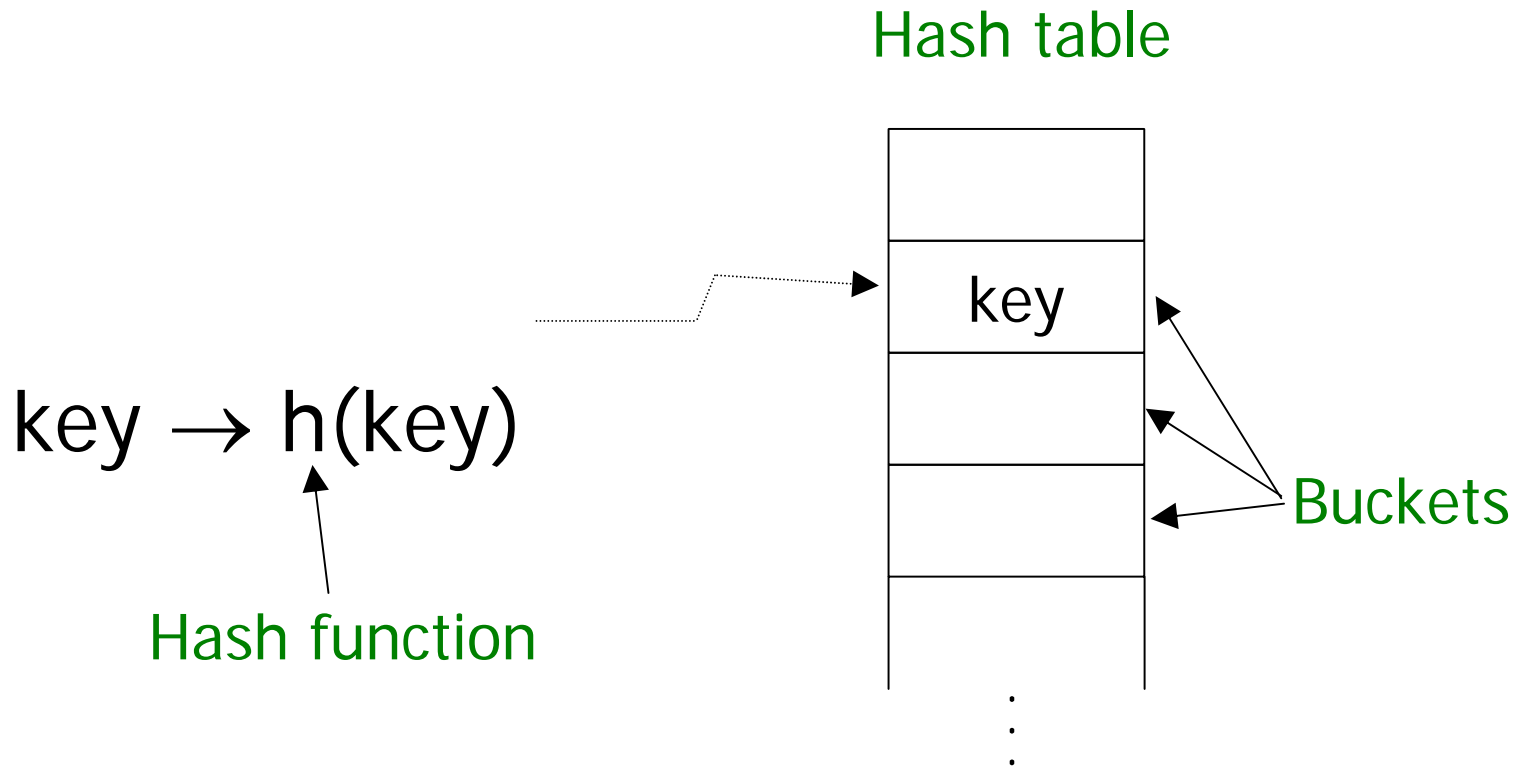 Hash table
key
key → h(key)
Buckets
Hash function